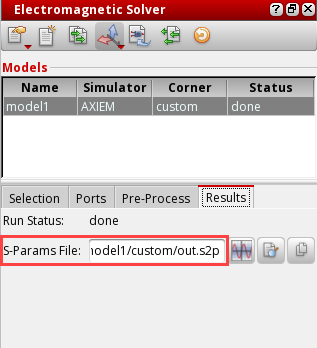 Electromagnetic Solver
Models
Name Simulator Corner Status
model1 AXIEM custom done
Selection Ports Pre-Process Results
Run Status: done
S-Params File: nodel1/custom/out.s2p